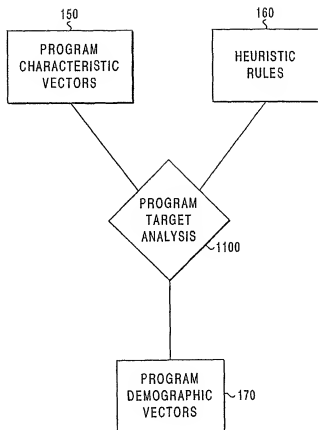 150
PROGRAM
CHARACTERISTIC
VECTORS
160
HEURISTIC
RULES
PROGRAM
TARGET
ANALYSIS
1100
PROGRAM
DEMOGRAPHIC
VECTORS
170